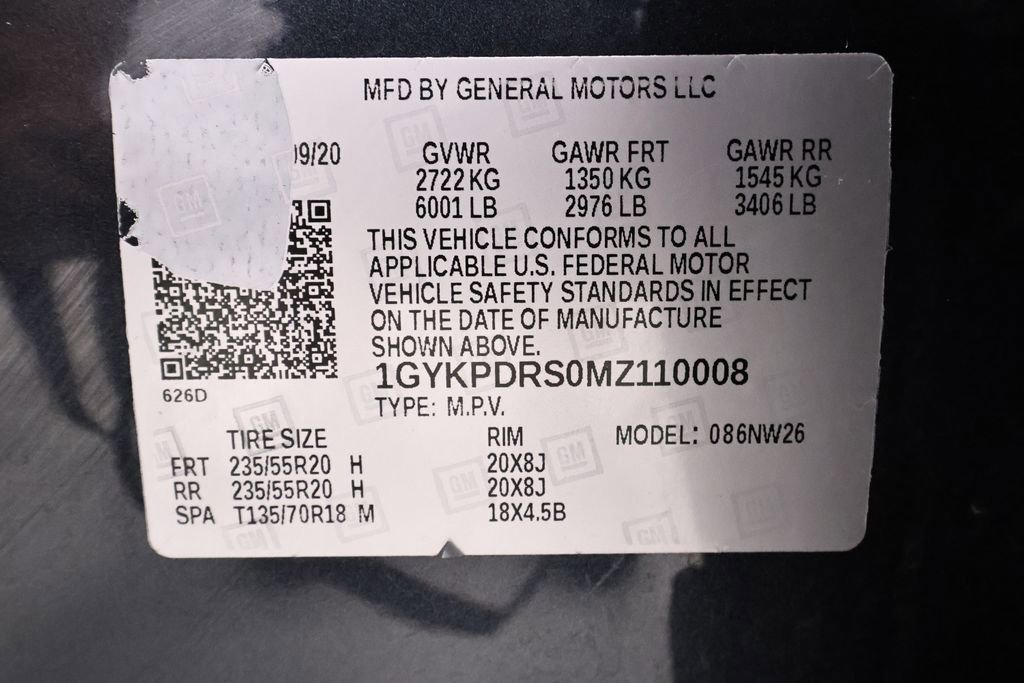 MFD BY GENERAL MOTORS LLC
9/20 GVWR GAWR FRT GAWR RR
2722 KG 1350 KG 1545 KG
6001 LB 2976 LB 3406 LB
THIS VEHICLE CONFORMS TO ALL
APPLICABLE U.S. FEDERAL MOTOR
VEHICLE SAFETY STANDARDS IN EFFECT
ON THE DATE OF MANUFACTURE
SHOWN ABOVE.
1GYKPDRS0MZ110008
626D
TYPE: M.P.V.
TIRE SIZE RIM MODEL: 086NW26
FRT 235/55R20 H 20X8J
RR 235/55R20 H 20X8J
SPA T135/70R18 M 18X4.5B